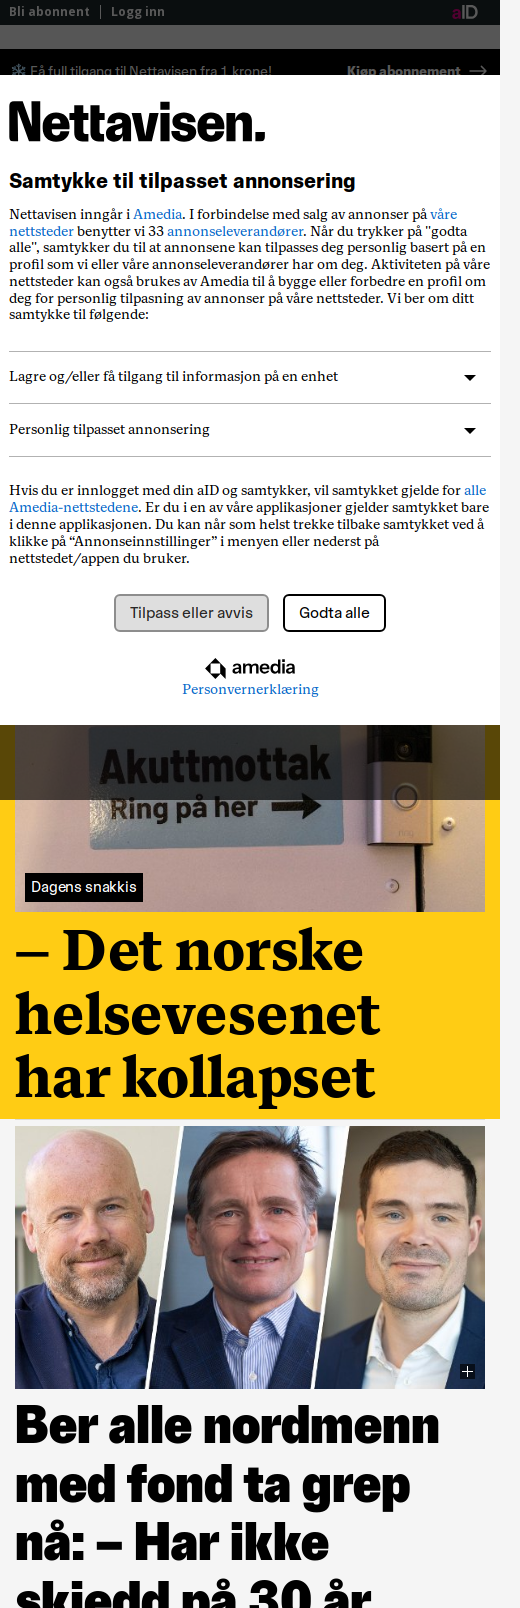 Bli abonnent | Logg inn
aID
❄ Få full tilgang til Nettavisen fra 1 krone!
Kjøp abonnement →
Nettavisen.
Samtykke til tilpasset annonsering
Nettavisen inngår i Amedia. I forbindelse med salg av annonser på våre
nettsteder benytter vi 33 annonseleverandører. Når du trykker på "godta
alle", samtykker du til at annonsene kan tilpasses deg personlig basert på en
profil som vi eller våre annonseleverandører har om deg. Aktiviteten på våre
nettsteder kan også brukes av Amedia til å bygge eller forbedre en profil om
deg for personlig tilpasning av annonser på våre nettsteder. Vi ber om ditt
samtykke til følgende:
Lagre og/eller få tilgang til informasjon på en enhet
Personlig tilpasset annonsering
Hvis du er innlogget med din aID og samtykker, vil samtykket gjelde for alle
Amedia-nettstedene. Er du i en av våre applikasjoner gjelder samtykket bare
i denne applikasjonen. Du kan når som helst trekke tilbake samtykket ved å
klikke på “Annonseinnstillinger” i menyen eller nederst på
nettstedet/appen du bruker.
Tilpass eller avvis
Godta alle
amedia
Personvernerklæring
Akuttmottak
Ring på her →
ring
Dagens snakkis
– Det norske
helsevesenet
har kollapset
Ber alle nordmenn
med fond ta grep
nå: – Har ikke
skjedd på 30 år